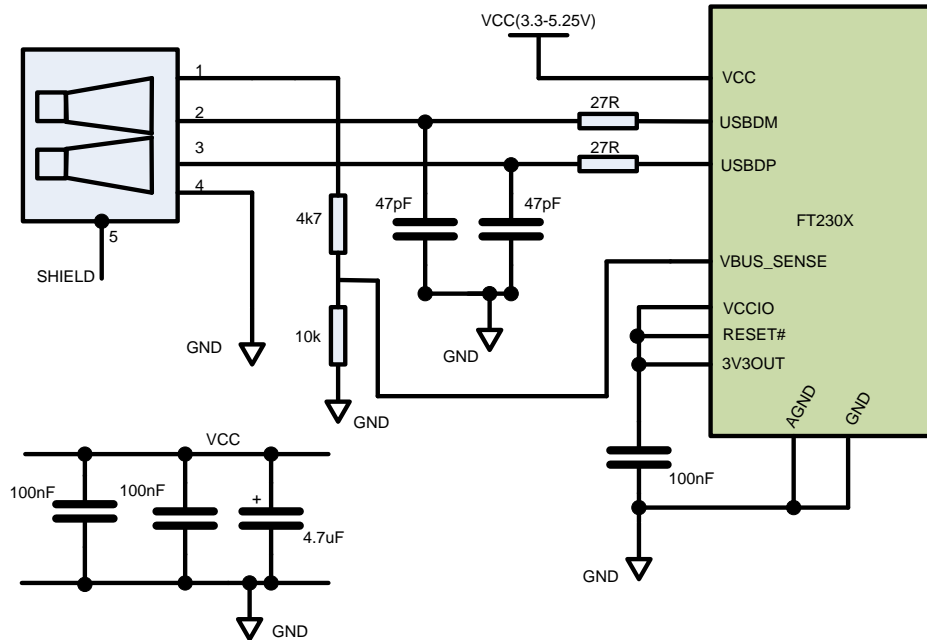 VCC(3.3-5.25V)
1
VCC
27R
2
USBDM
27R
3
USBDP
4
4k7
47pF
47pF
FT230X
5
SHIELD
VBUS_SENSE
VCCIO
10k
RESET#
GND
GND
3V3OUT
GND
AGND
GND
VCC
100nF
100nF
100nF
+
4.7uF
GND
GND